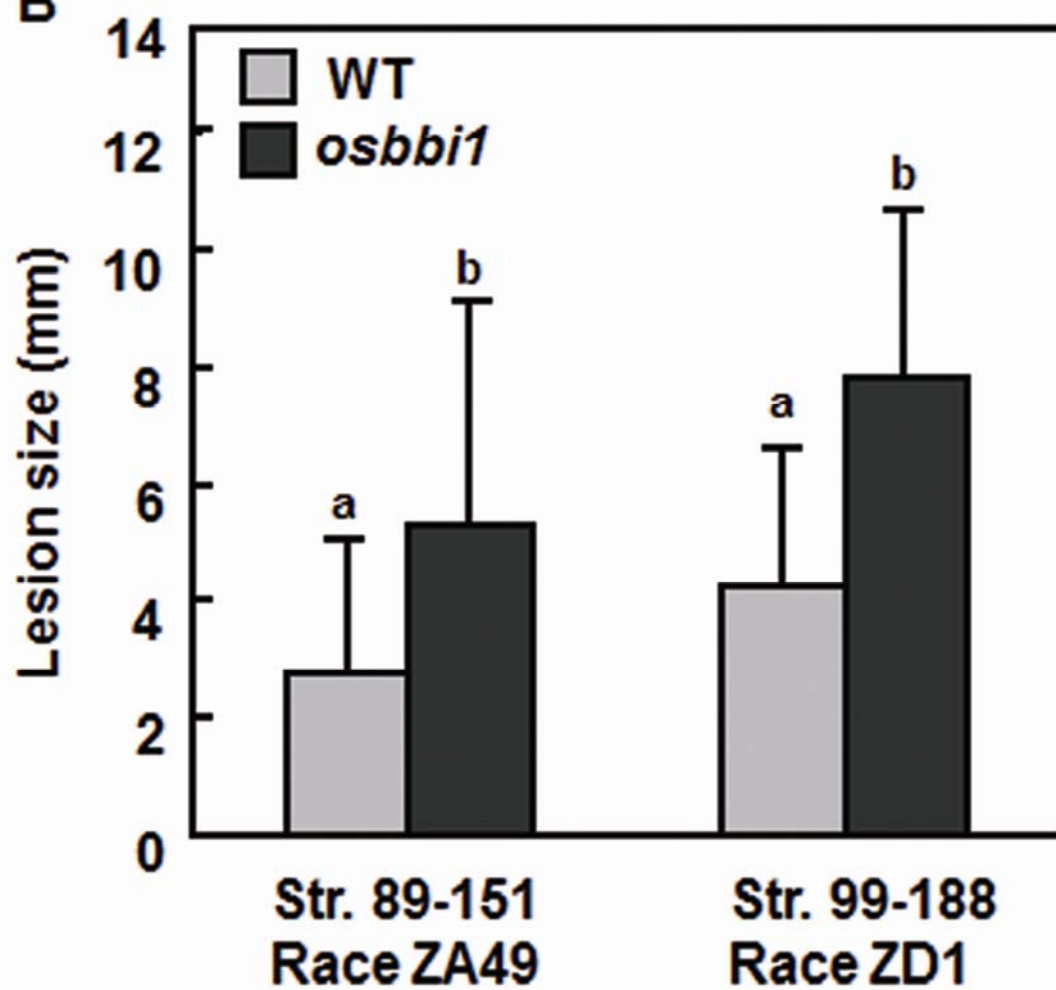 B
14
WT
12
osbbi1
b
10
b
8
a
6
a
4
2
0
Lesion size (mm)
Str. 89-151
Race ZA49
Str. 99-188
Race ZD1